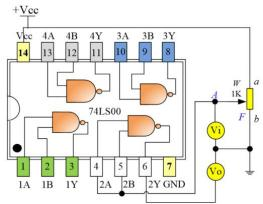 +Vcc
Vcc 4A 4B 4Y 3A 3B 3Y
14 13 12 11 10 9 8
W
1K
a
A
F
b
74LS00
Vi
Vo
1 2 3 4 5 6 7
1A 1B 1Y 2A 2B 2Y GND